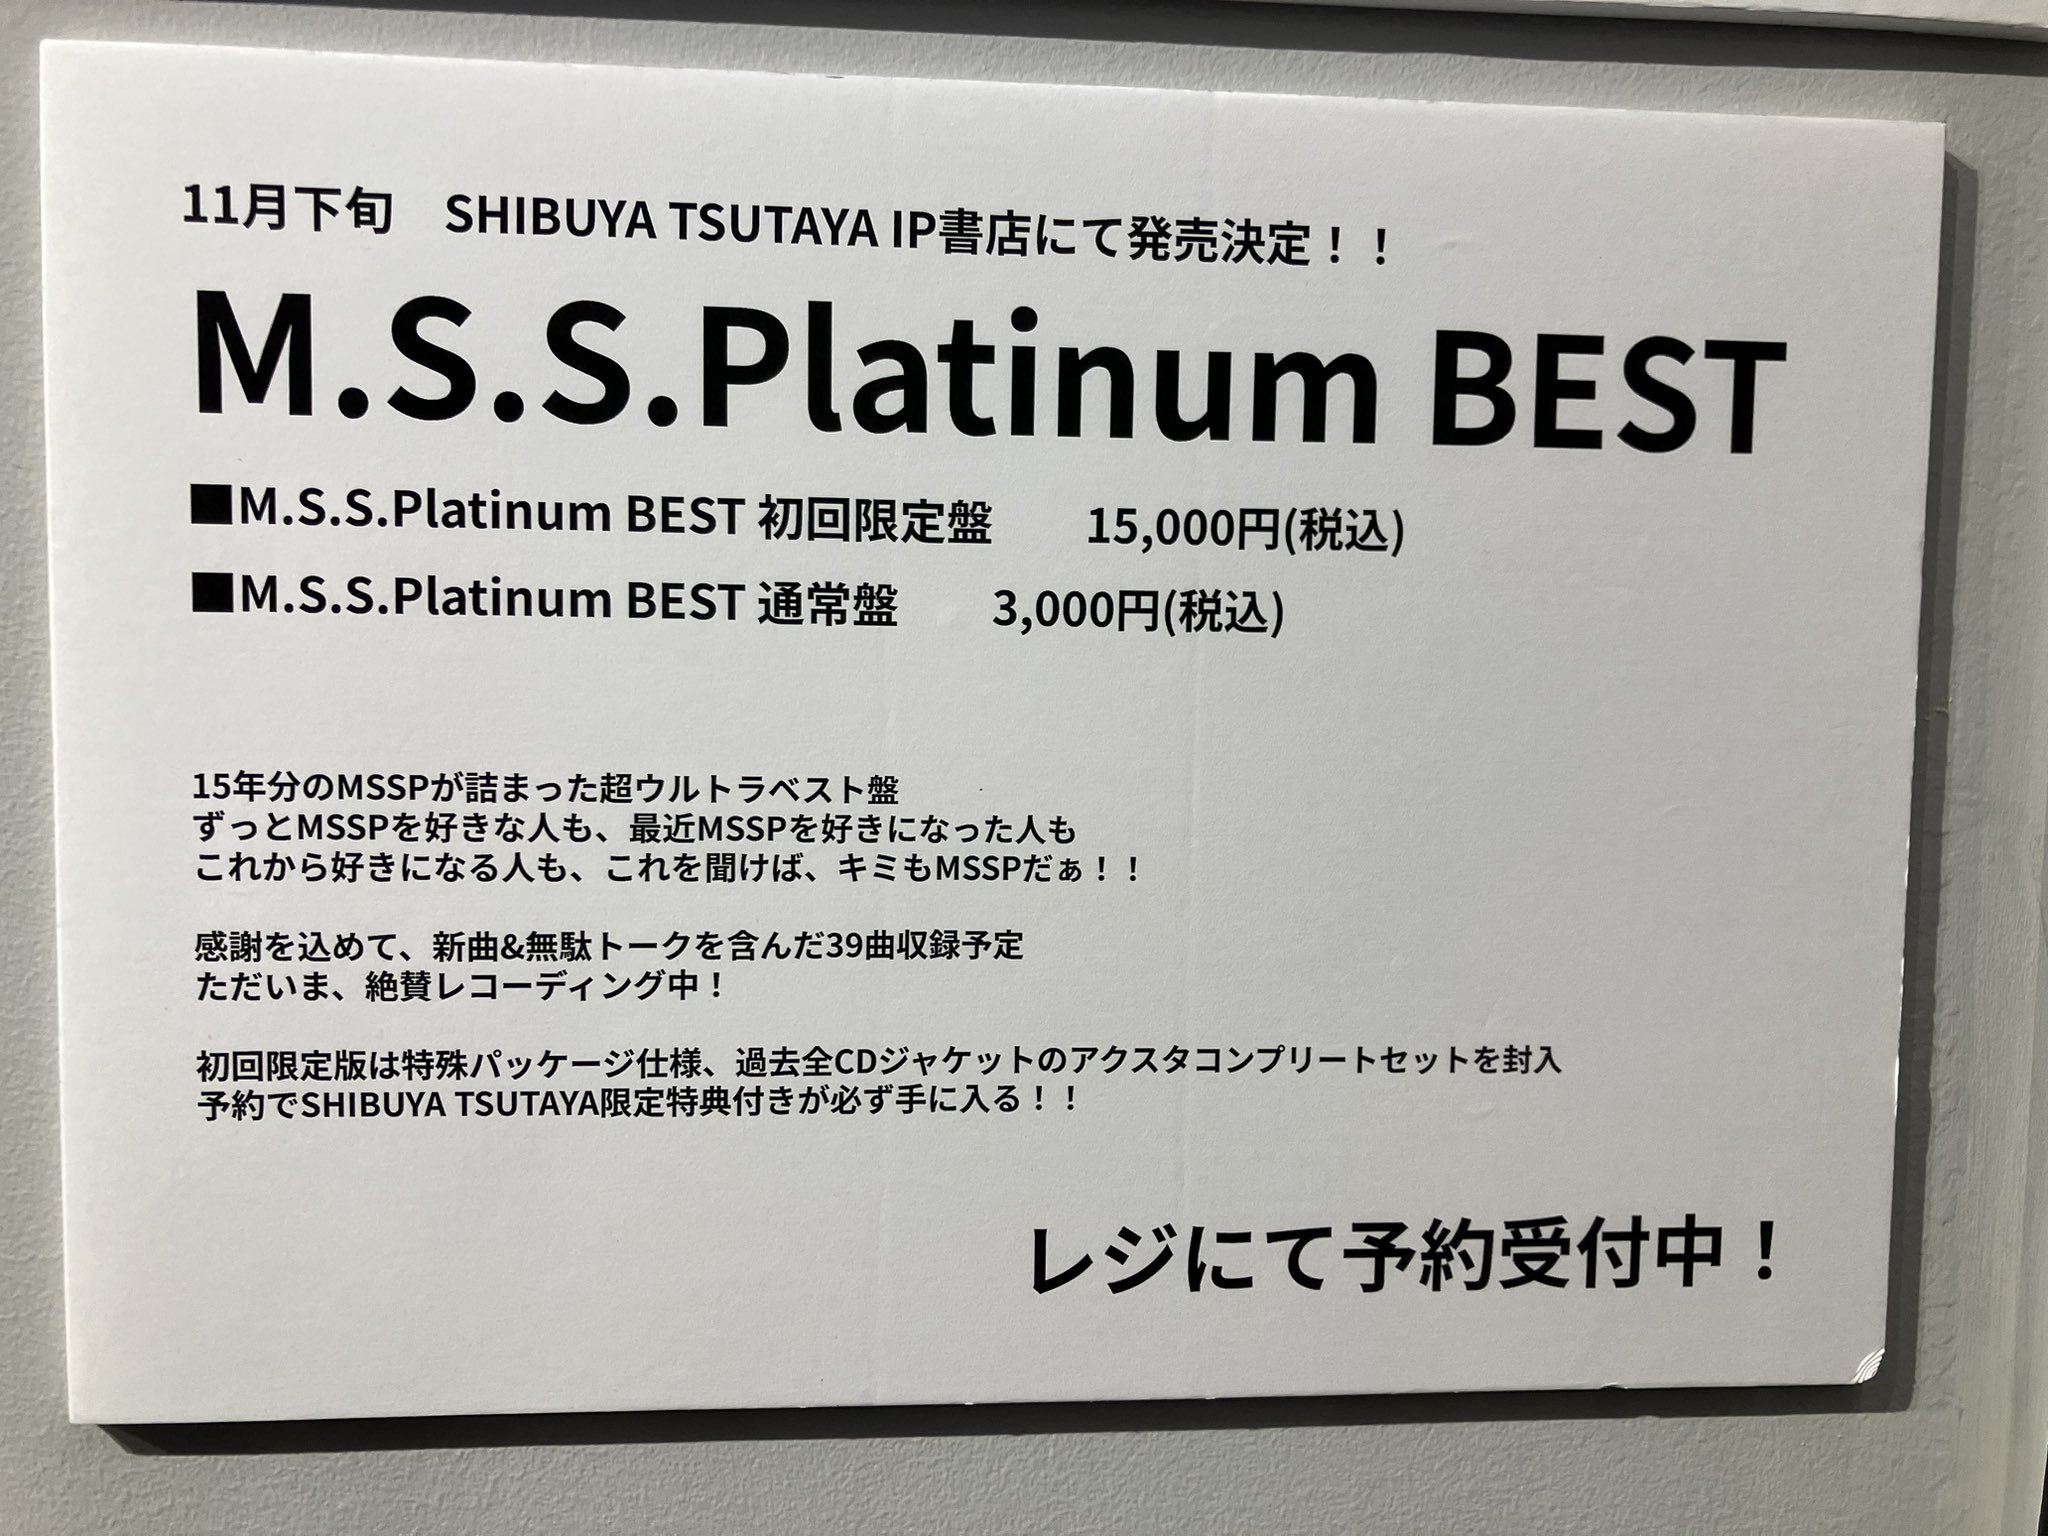 11月下旬　SHIBUYA TSUTAYA IP書店にて発売決定！！
M.S.S.Platinum BEST
■M.S.S.Platinum BEST 初回限定盤　　15,000円(税込)
■M.S.S.Platinum BEST 通常盤　　3,000円(税込)
15年分のMSSPが詰まった超ウルトラベスト盤
ずっとMSSPを好きな人も、最近MSSPを好きになった人も
これから好きになる人も、これを聞けば、キミもMSSPだぁ！！
感謝を込めて、新曲&無駄トークを含んだ39曲収録予定
ただいま、絶賛レコーディング中！
初回限定版は特殊パッケージ仕様、過去全CDジャケットのアクスタコンプリートセットを封入
予約でSHIBUYA TSUTAYA限定特典付きが必ず手に入る！！
レジにて予約受付中！